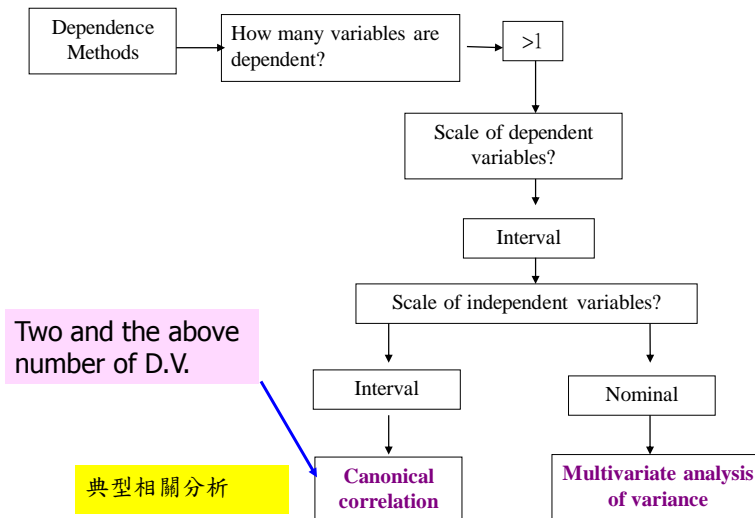 Dependence
Methods
How many variables are
dependent?
>1
Scale of dependent
variables?
Interval
Scale of independent variables?
Two and the above
number of D.V.
Interval
Nominal
典型相關分析
Canonical
correlation
Multivariate analysis
of variance